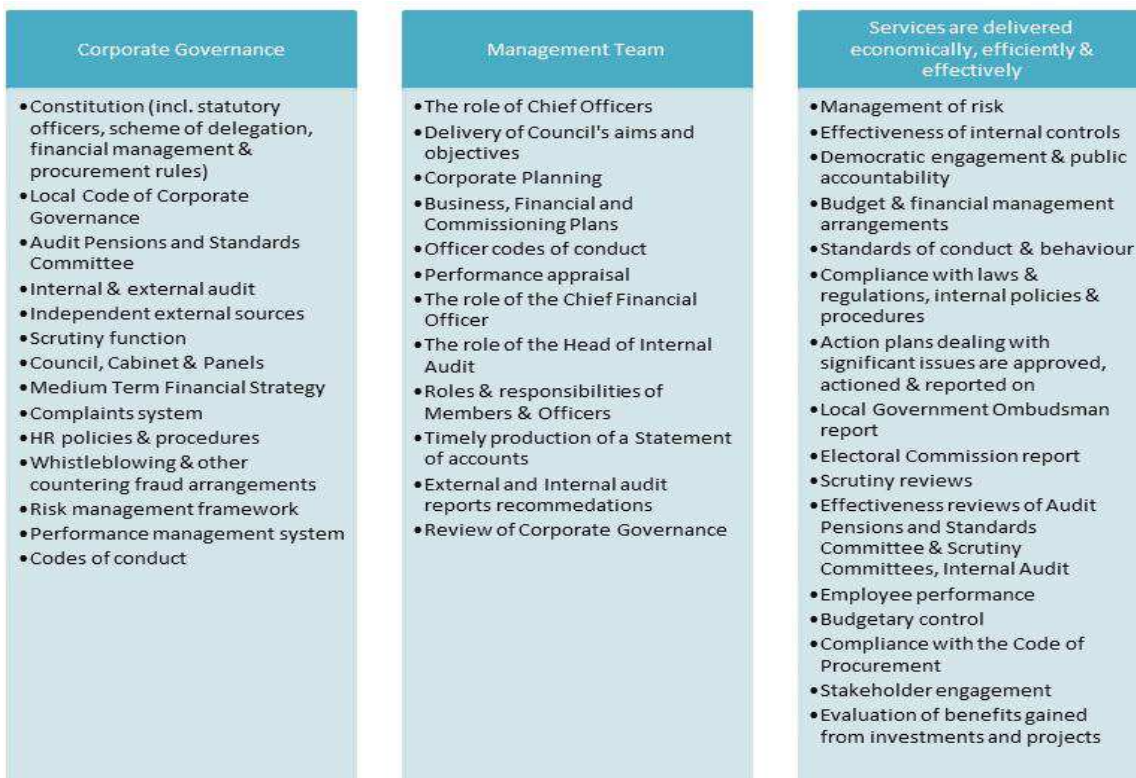 Corporate Governance
•Constitution (incl. statutory
officers, scheme of delegation,
financial management &
procurement rules)
•Local Code of Corporate
Governance
•Audit Pensions and Standards
Committee
•Internal & external audit
•Independent external sources
•Scrutiny function
•Council, Cabinet & Panels
•Medium Term Financial Strategy
•Complaints system
•HR policies & procedures
•Whistleblowing & other
countering fraud arrangements
•Risk management framework
•Performance management system
•Codes of conduct
Management Team
•The role of Chief Officers
•Delivery of Council's aims and
objectives
•Corporate Planning
•Business, Financial and
Commissioning Plans
•Officer codes of conduct
•Performance appraisal
•The role of the Chief Financial
Officer
•The role of the Head of Internal
Audit
•Roles & responsibilities of
Members & Officers
•Timely production of a Statement
of accounts
•External and Internal audit
reports recommedations
•Review of Corporate Governance
Services are delivered
economically, efficiently &
effectively
•Management of risk
•Effectiveness of internal controls
•Democratic engagement & public
accountability
•Budget & financial management
arrangements
•Standards of conduct & behaviour
•Compliance with laws &
regulations, internal policies &
procedures
•Action plans dealing with
significant issues are approved,
actioned & reported on
•Local Government Ombudsman
report
•Electoral Commission report
•Scrutiny reviews
•Effectiveness reviews of Audit
Pensions and Standards
Committee & Scrutiny
Committees, Internal Audit
•Employee performance
•Budgetary control
•Compliance with the Code of
Procurement
•Stakeholder engagement
•Evaluation of benefits gained
from investments and projects